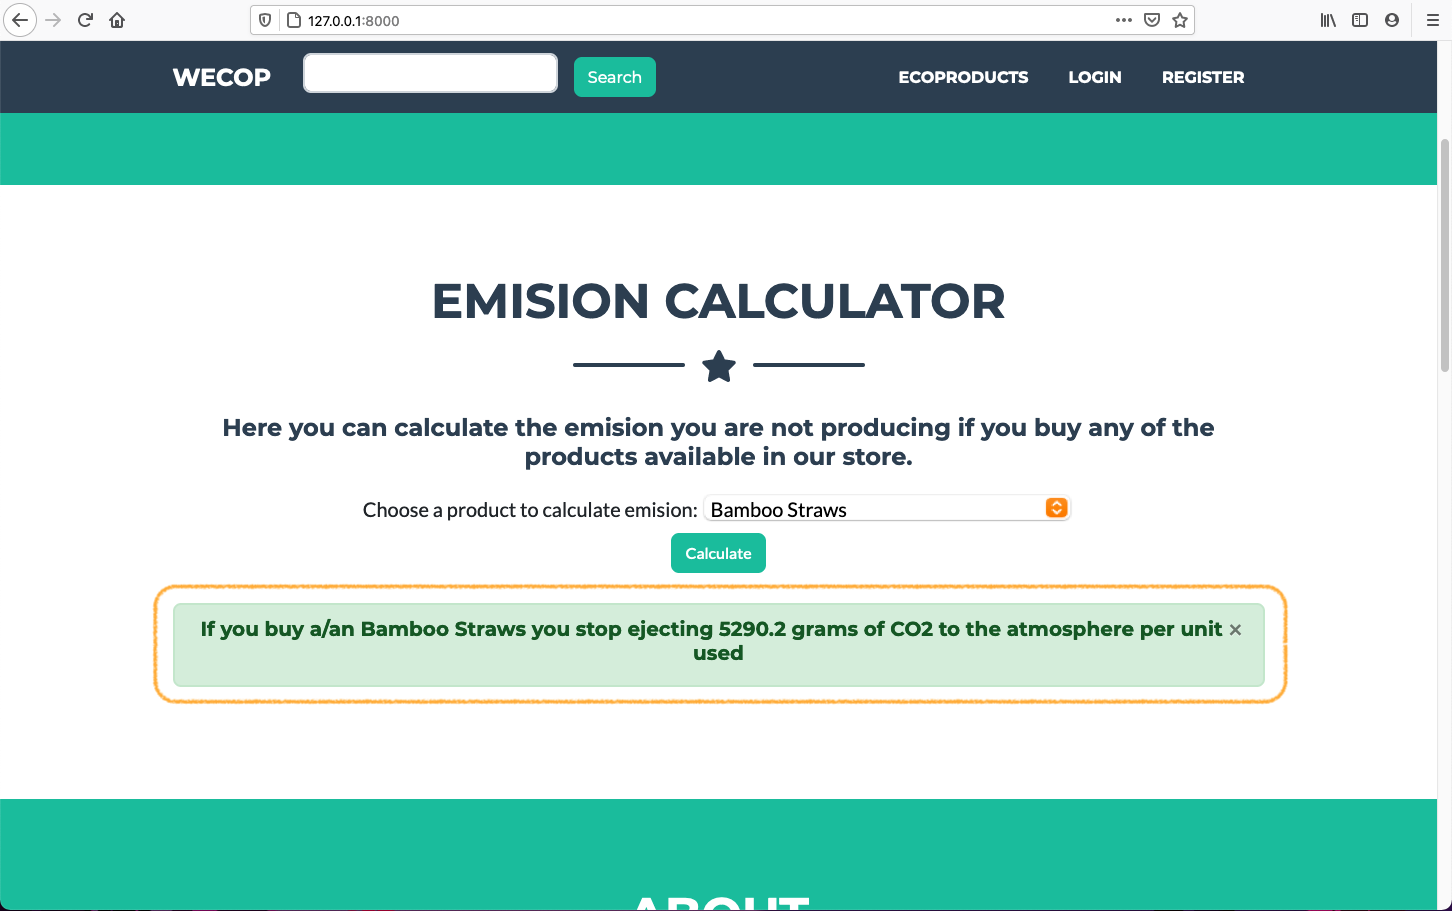 127.0.0.1:8000
WECOP
Search
ECOPRODUCTS
LOGIN
REGISTER
EMISION CALCULATOR
Here you can calculate the emision you are not producing if you buy any of the
products available in our store.
Choose a product to calculate emision: Bamboo Straws
Calculate
If you buy a/an Bamboo Straws you stop ejecting 5290.2 grams of CO2 to the atmosphere per unit ×
used
ABOUT